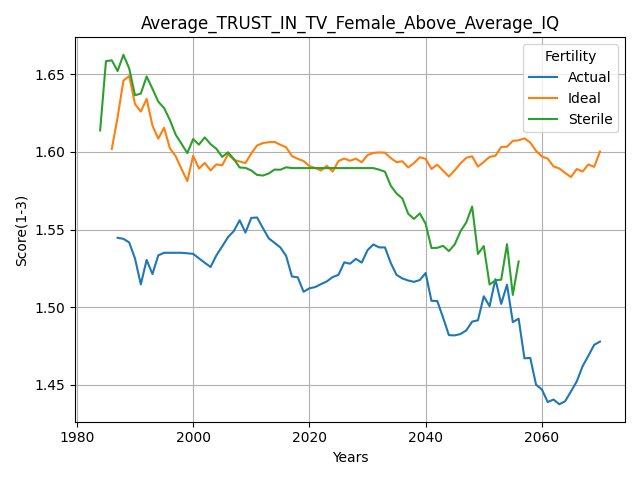 Average_TRUST_IN_TV_Female_Above_Average_IQ
Fertility
Actual
Ideal
Sterile
Score(1-3)
1.65
1.60
1.55
1.50
1.45
1980
2000
2020
2040
2060
Years